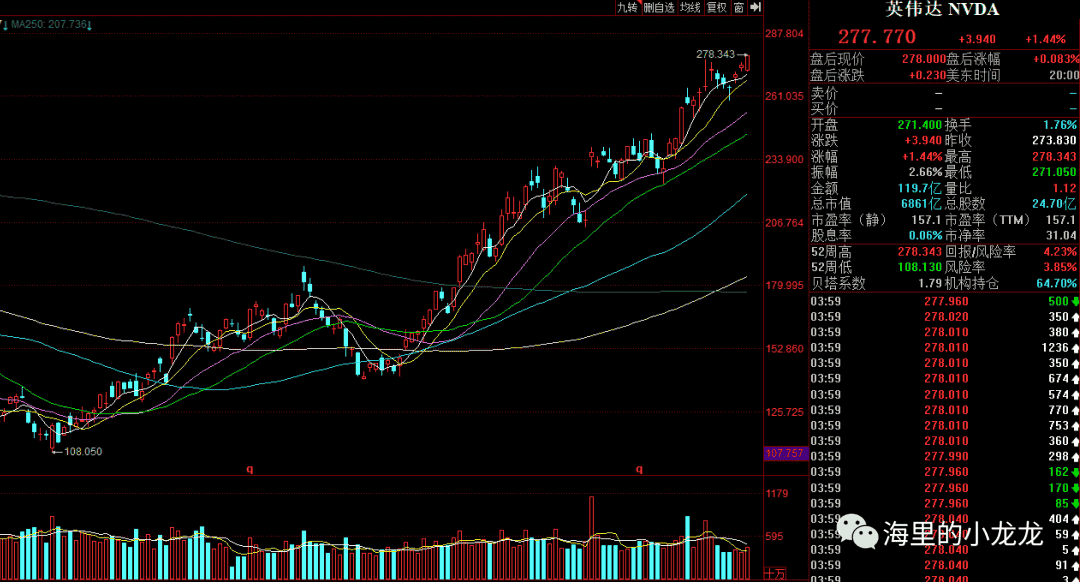 九转 删自选 均线 复权 窗
MA250: 207.736↓
287.804
278.343→
261.035
233.900
206.764
179.995
152.860
125.725
107.757
←108.050
q q
1179
595
十万
英伟达 NVDA
277.770 +3.940 +1.44%
盘后现价 278.000 盘后涨幅 +0.083%
盘后涨跌 +0.230 美东时间 20:00
卖价 — —
买价 — —
开盘 271.400 换手 1.76%
涨跌 +3.940 昨收 273.830
涨幅 +1.44% 最高 278.343
振幅 2.66% 最低 271.050
金额 119.7亿 量比 1.12
总市值 6861亿 总股数 24.70亿
市盈率（静） 157.1 市盈率（TTM） 157.1
股息率 0.06% 市净率 31.04
52周高 278.343 回报/风险率 4.23%
52周低 108.130 风险率 3.85%
贝塔系数 1.79 机构持仓 64.70%
03:59 277.960 500
03:59 278.020 350
03:59 278.010 380
03:59 278.010 1236
03:59 278.010 350
03:59 278.010 674
03:59 278.010 574
03:59 278.010 770
03:59 278.010 753
03:59 278.010 360
03:59 277.990 298
03:59 277.960 162
03:59 277.960 170
03:59 277.960 85
03:59 278.040 404
03:59 278.040 59
03:59 278.040 5
03:59 278.040 91
03:59 278.040 3
海里的小龙龙